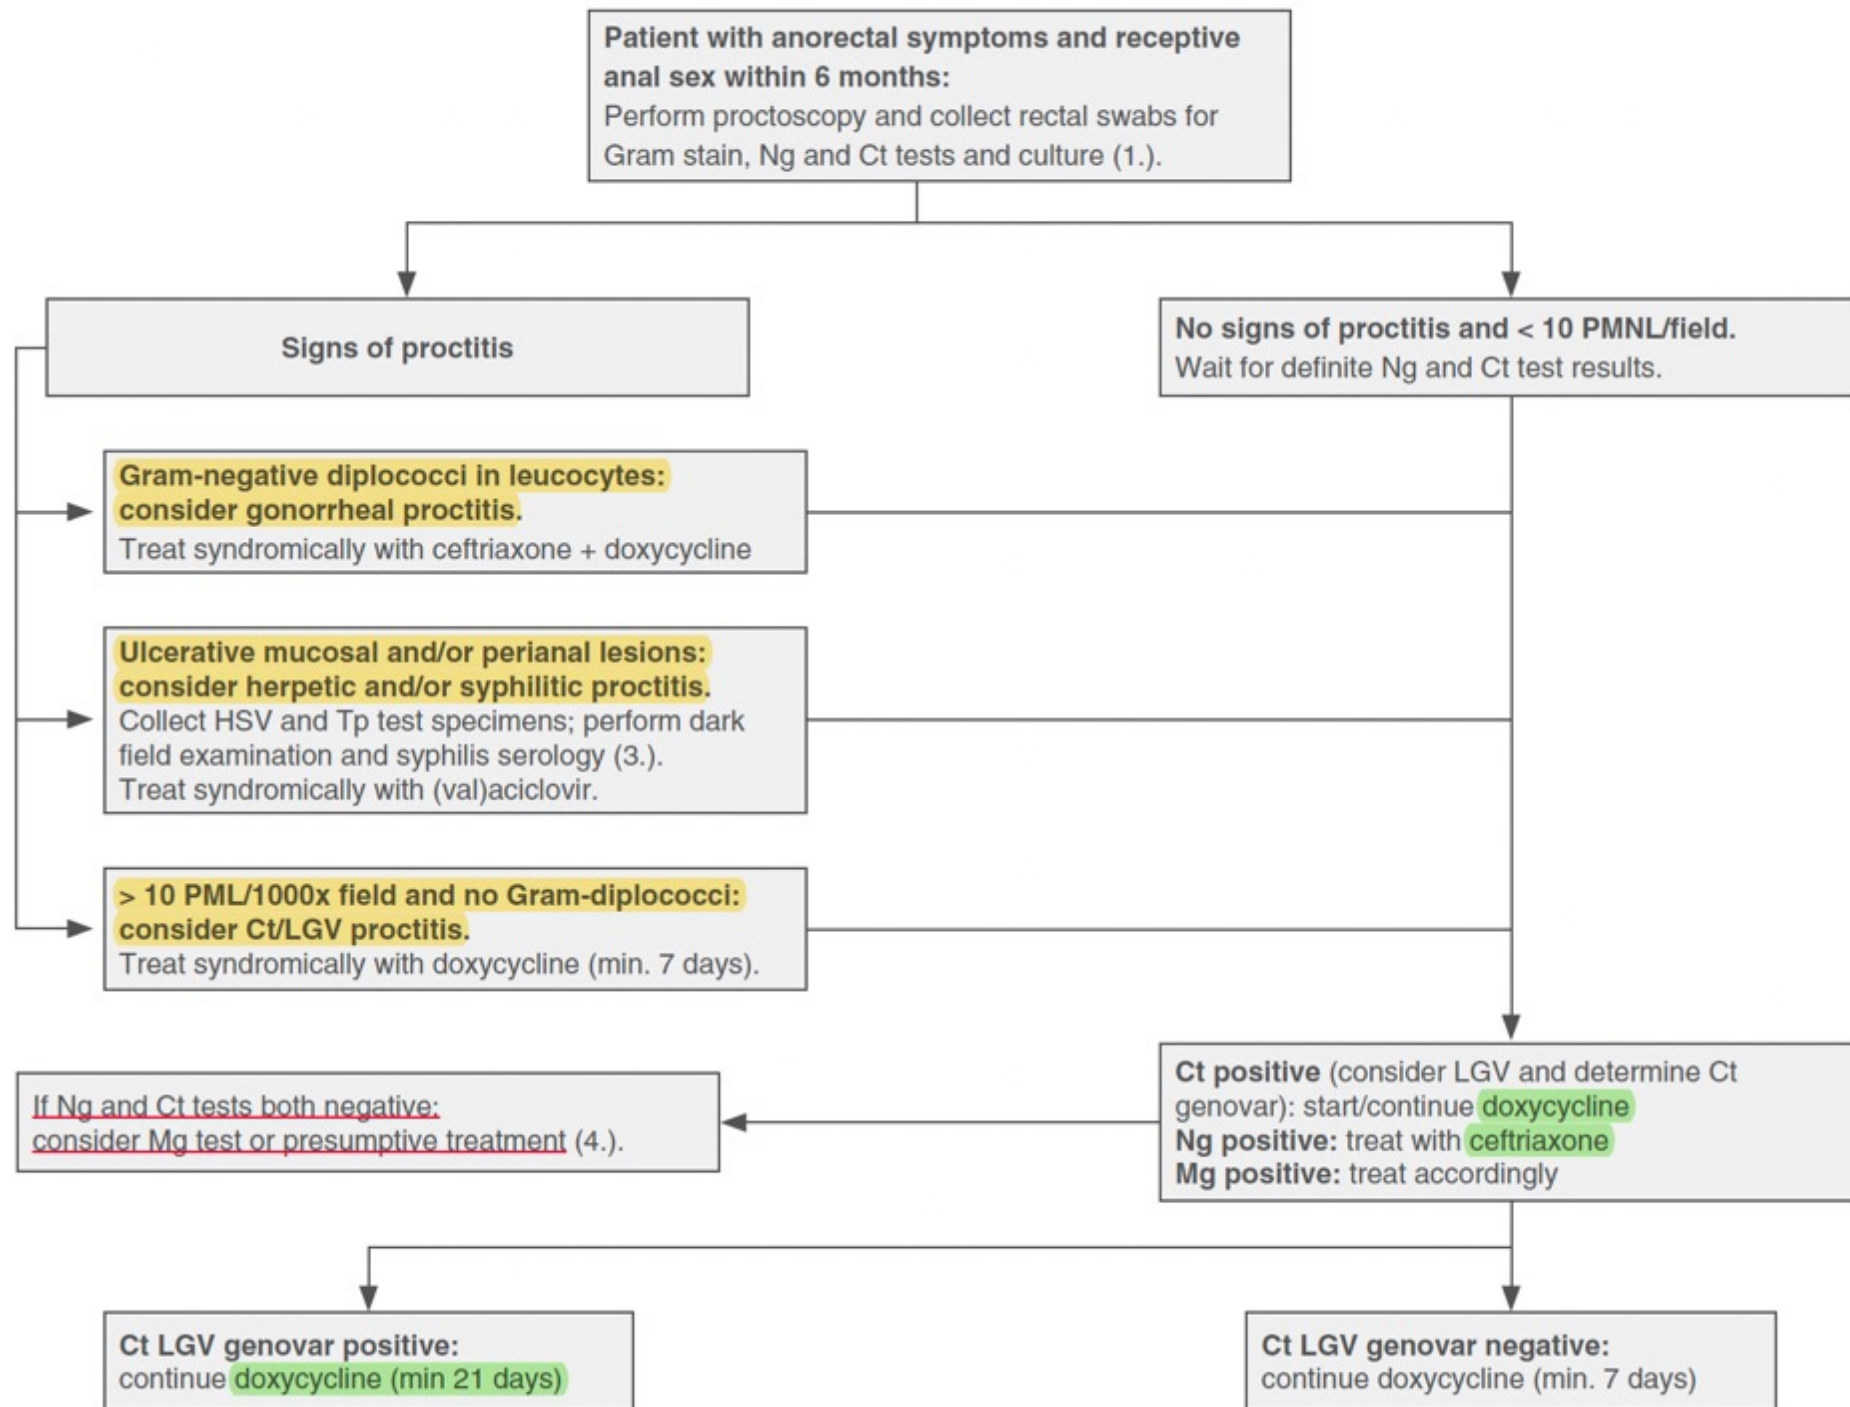 Patient with anorectal symptoms and receptive
anal sex within 6 months:
Perform proctoscopy and collect rectal swabs for
Gram stain, Ng and Ct tests and culture (1.).
Signs of proctitis
No signs of proctitis and < 10 PMNL/field.
Wait for definite Ng and Ct test results.
Gram-negative diplococci in leucocytes:
consider gonorrheal proctitis.
Treat syndromically with ceftriaxone + doxycycline
Ulcerative mucosal and/or perianal lesions:
consider herpetic and/or syphilitic proctitis.
Collect HSV and Tp test specimens; perform dark
field examination and syphilis serology (3.).
Treat syndromically with (val)aciclovir.
> 10 PML/1000x field and no Gram-diplococci:
consider Ct/LGV proctitis.
Treat syndromically with doxycycline (min. 7 days).
Ct positive (consider LGV and determine Ct
genovar): start/continue doxycycline
Ng positive: treat with ceftriaxone
Mg positive: treat accordingly
If Ng and Ct tests both negative:
consider Mg test or presumptive treatment (4.).
Ct LGV genovar positive:
continue doxycycline (min 21 days)
Ct LGV genovar negative:
continue doxycycline (min. 7 days)